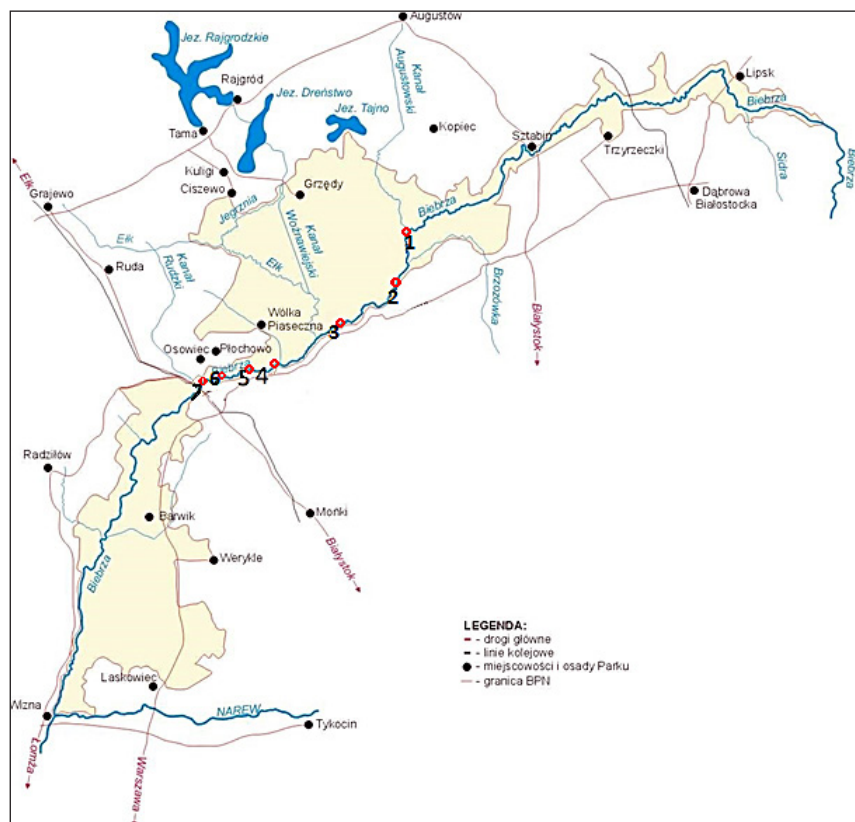 Augustów
Jez. Rajgrodzkie
Rajgród
Jez. Dreństwo
Kanał
Augustowski
Lipsk
Jez. Tajno
Biebrza
Tama
Kopiec
Sztabin
Trzyrzeczki
Sidra
Biebrza
Kuligi
Ciszewo
Grzędy
Ełk
Grajewo
Jegrznia
Biebrza
Dąbrowa
Białostocka
Kanał
Woźnawiejski
1
Ełk
Ełk
Kanał
Rudzki
Ruda
2
Brzozówka
Białystok
Wólka
Piaseczna
3
Osowiec
Płochowo
Biebrza
4
5
6
7
Radziłów
Barwik
Mońki
Białystok
Werykle
Biebrza
LEGENDA:
- drogi główne
- linie kolejowe
- miejscowości i osady Parku
- granica BPN
Laskowiec
Wizna
NAREW
Tykocin
Łomża
Warszawa